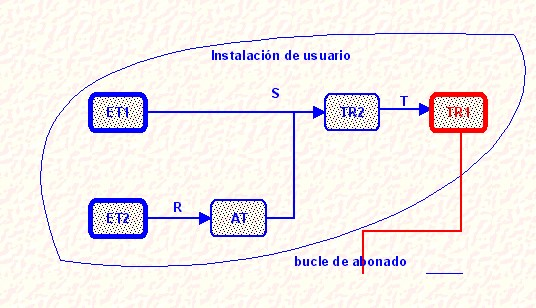 Instalación de usuario
S
ET1
TR2
T
TR1
ET2
R
AT
bucle de abonado